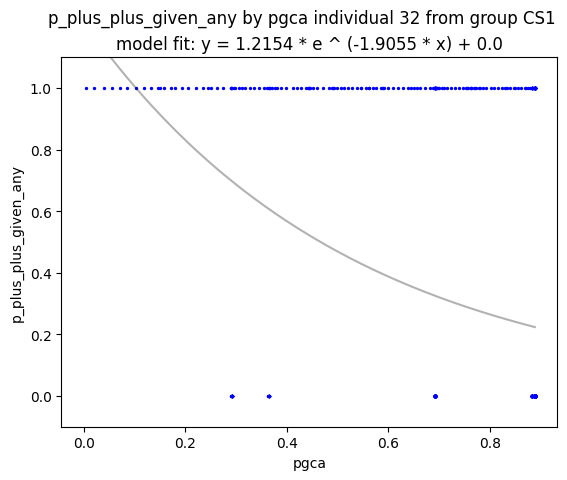 p_plus_plus_given_any by pgca individual 32 from group CS1
model fit: y = 1.2154 * e ^ (-1.9055 * x) + 0.0
1.0
0.8
0.6
0.4
0.2
0.0
p_plus_plus_given_any
0.0 0.2 0.4 0.6 0.8
pgca